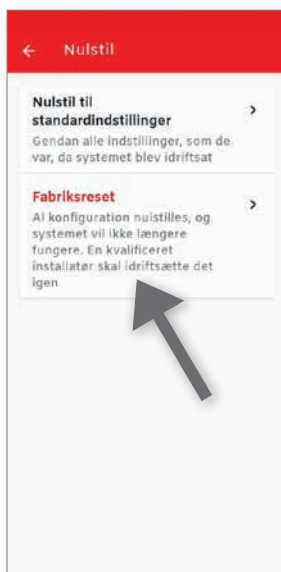 Nulstil
Nulstil til
standardindstillinger
Gendan alle indstillinger, som de
var, da systemet blev idriftsat
Fabriksreset
Al konfiguration nulstilles, og
systemet vil ikke længere
fungere. En kvalificeret
installatør skal idriftsætte det
igen